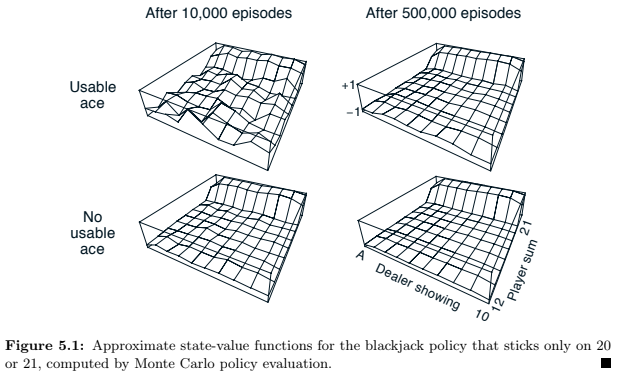 After 10,000 episodes
After 500,000 episodes
Usable
ace
+1
−1
No
usable
ace
A
Dealer showing
10
12
Player sum
21
Figure 5.1: Approximate state-value functions for the blackjack policy that sticks only on 20
or 21, computed by Monte Carlo policy evaluation.